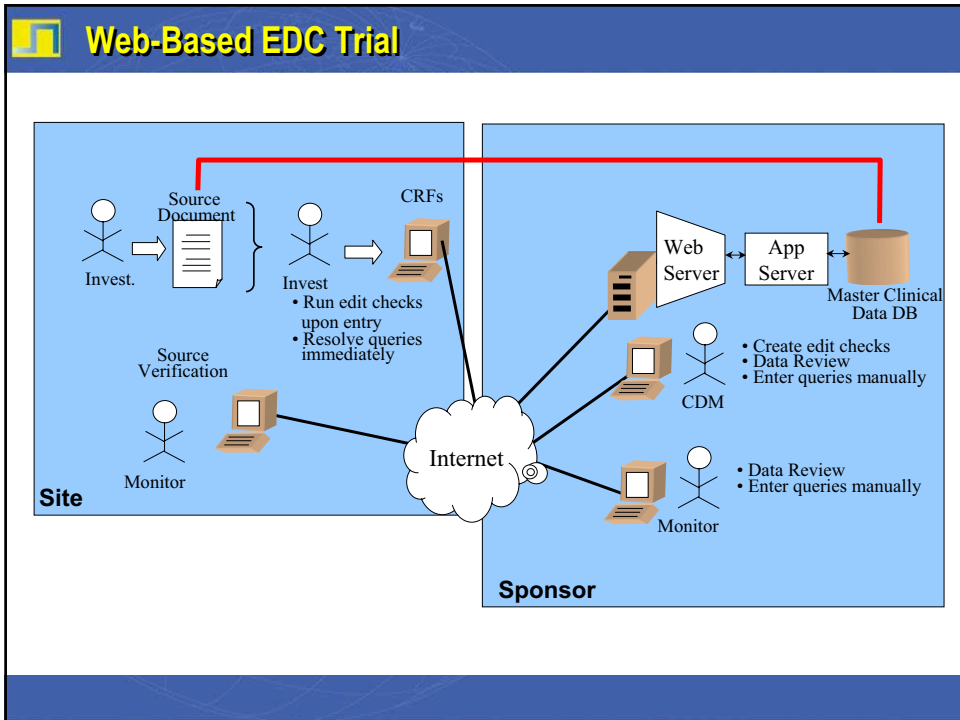 Web-Based EDC Trial
Source
Document
CRFs
Invest.
Invest
• Run edit checks
upon entry
• Resolve queries
immediately
Source
Verification
Monitor
Site
Internet
Web
Server
App
Server
Master Clinical
Data DB
• Create edit checks
• Data Review
• Enter queries manually
CDM
• Data Review
• Enter queries manually
Monitor
Sponsor